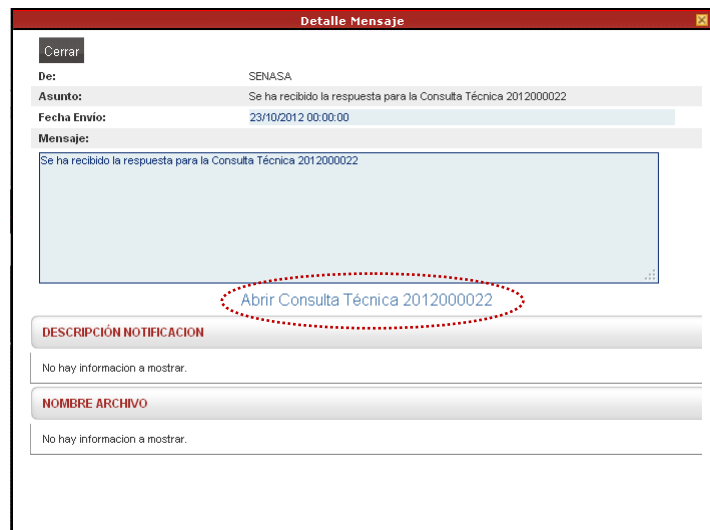 Detalle Mensaje
Cerrar
De: SENASA
Asunto: Se ha recibido la respuesta para la Consulta Técnica 2012000022
Fecha Envío: 23/10/2012 00:00:00
Mensaje:
Se ha recibido la respuesta para la Consulta Técnica 2012000022
Abrir Consulta Técnica 2012000022
DESCRIPCIÓN NOTIFICACION
No hay informacion a mostrar.
NOMBRE ARCHIVO
No hay informacion a mostrar.